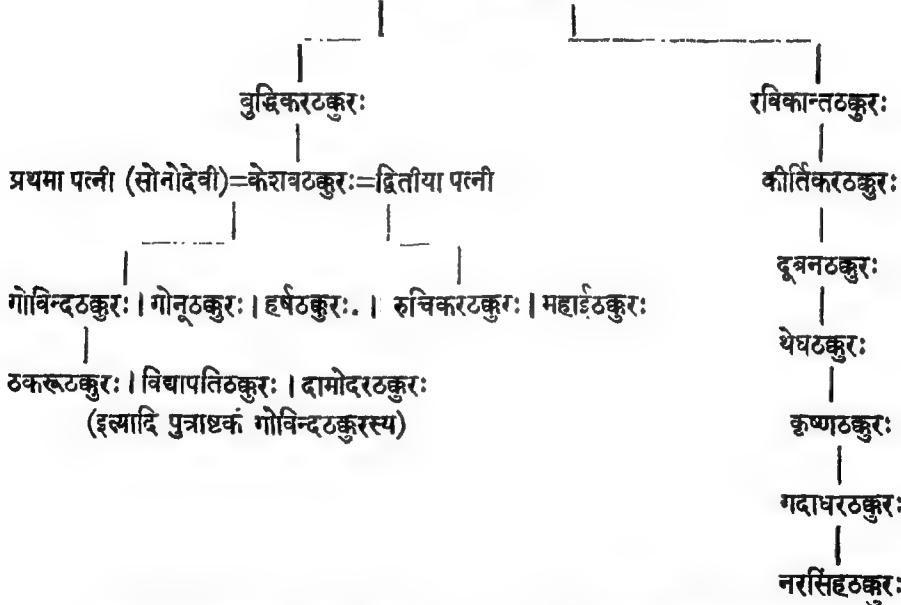 बुद्धिकरठक्कुरः रविकान्तठक्कुरः
प्रथमा पत्नी (सोनोदेवी)=केशवठक्कुरः=द्वितीया पत्नी कीर्तिकरठक्कुरः
दूबनठक्कुरः
गोविन्दठक्कुरः। गोनूठक्कुरः। हर्षठक्कुरः.। रुचिकरठक्कुरः। महाईठक्कुरः
थेघठक्कुरः
ठकरूठक्कुरः। विद्यापतिठक्कुरः। दामोदरठक्कुरः
(इत्यादि पुत्राष्टकं गोविन्दठक्कुरस्य)
कृष्णठक्कुरः
गदाधरठक्कुरः
नरसिंहठक्कुरः